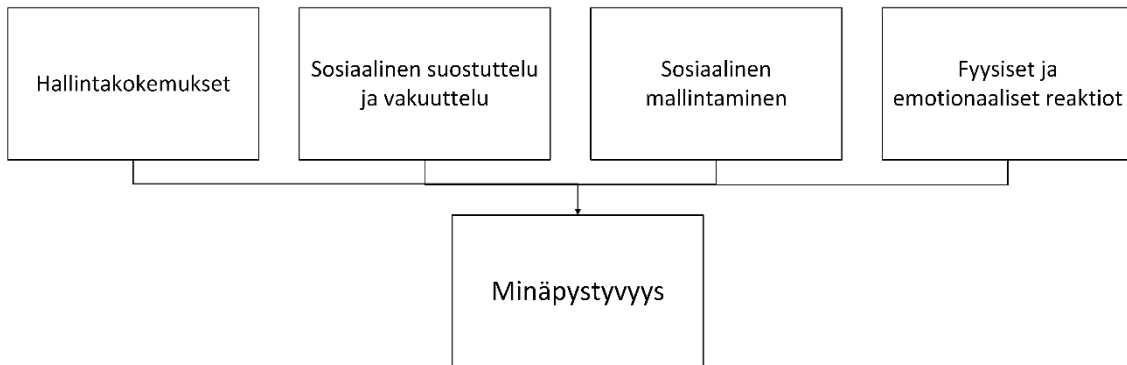 Hallintakokemukset
Sosiaalinen suostuttelu
ja vakuuttelu
Sosiaalinen
mallintaminen
Fyysiset ja
emotionaaliset reaktiot
Minäpystyvyys